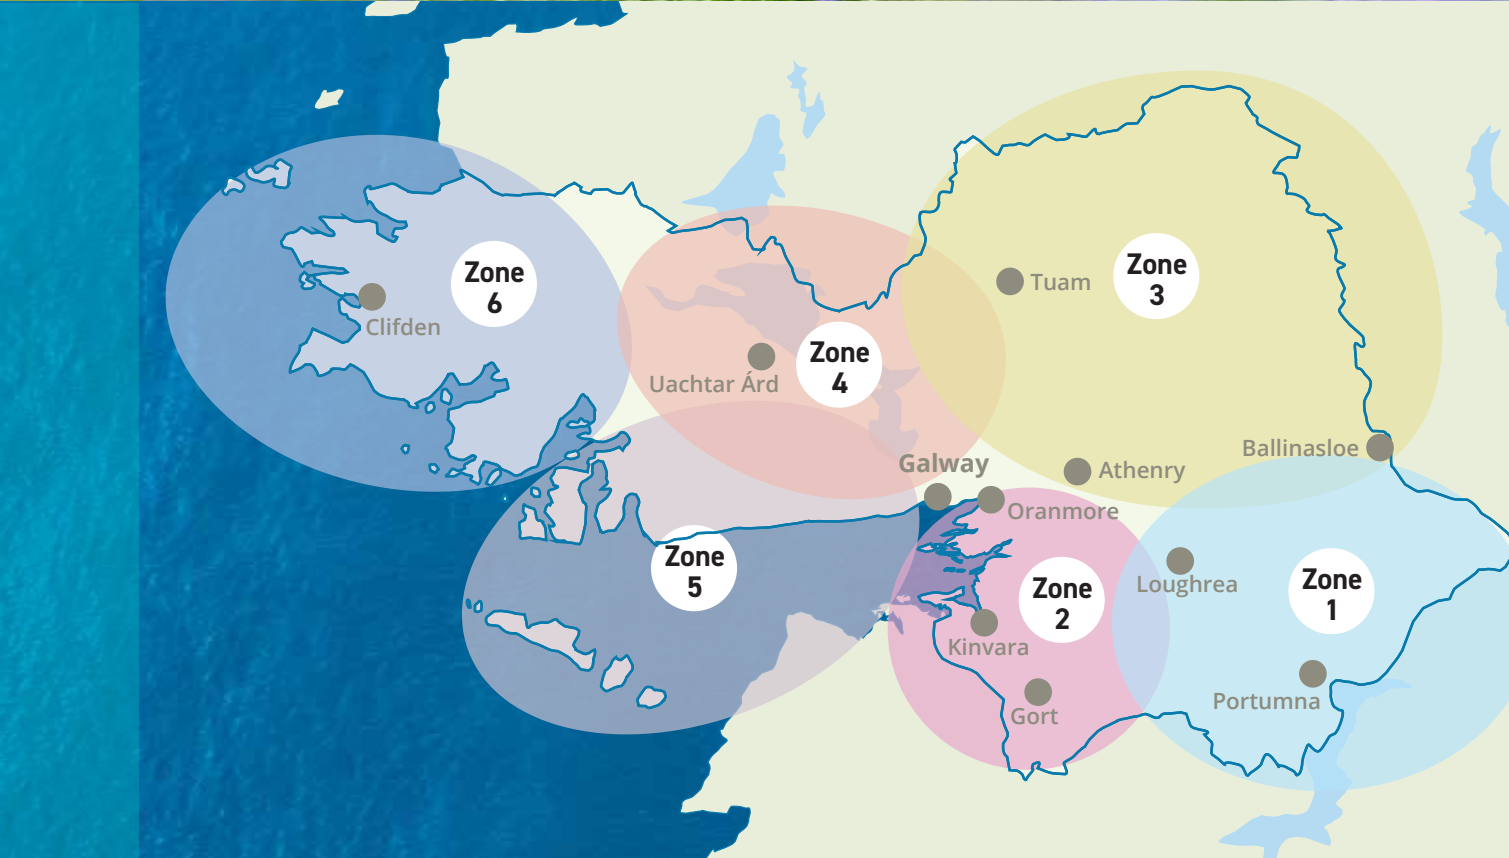 Zone
6
Clifden
Zone
4
Uachtar Árd
Tuam
Zone
3
Ballinasloe
Athenry
Galway
Oranmore
Zone
5
Zone
2
Kinvara
Gort
Loughrea
Zone
1
Portumna